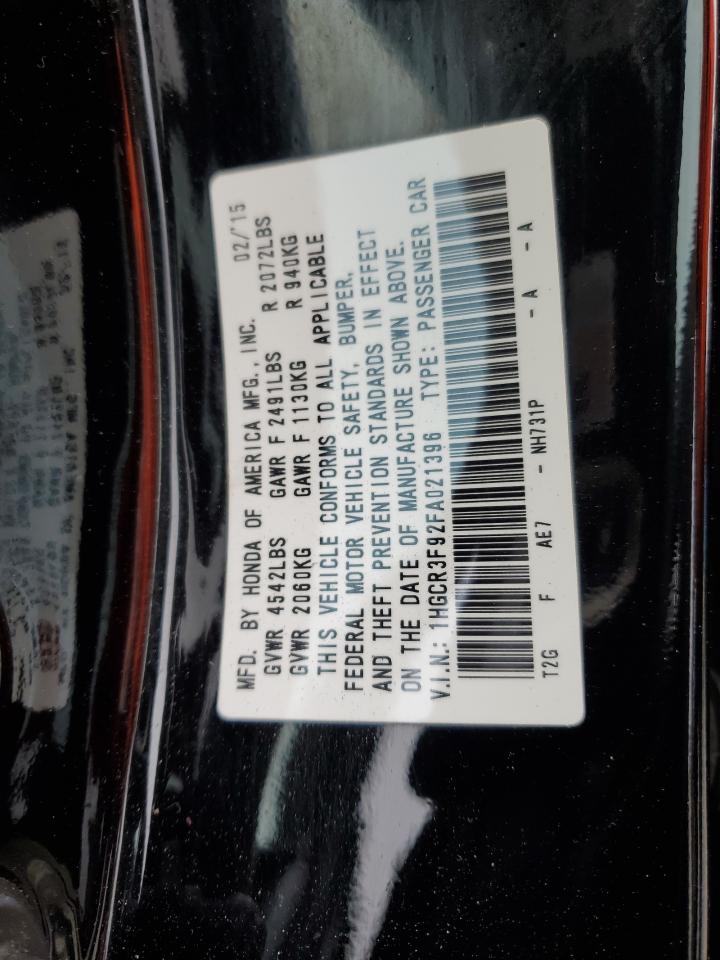 MFD. BY HONDA OF AMERICA MFG., INC. 02/'15
GVWR 4542LBS GAWR F 2491LBS R 2072LBS
GVWR 2060KG GAWR F 1130KG R 940KG
THIS VEHICLE CONFORMS TO ALL APPLICABLE
FEDERAL MOTOR VEHICLE SAFETY, BUMPER,
AND THEFT PREVENTION STANDARDS IN EFFECT
ON THE DATE OF MANUFACTURE SHOWN ABOVE.
V.I.N.: 1HGCR3F92FA021396 TYPE: PASSENGER CAR
T2G F AE7 - NH731P - A - A